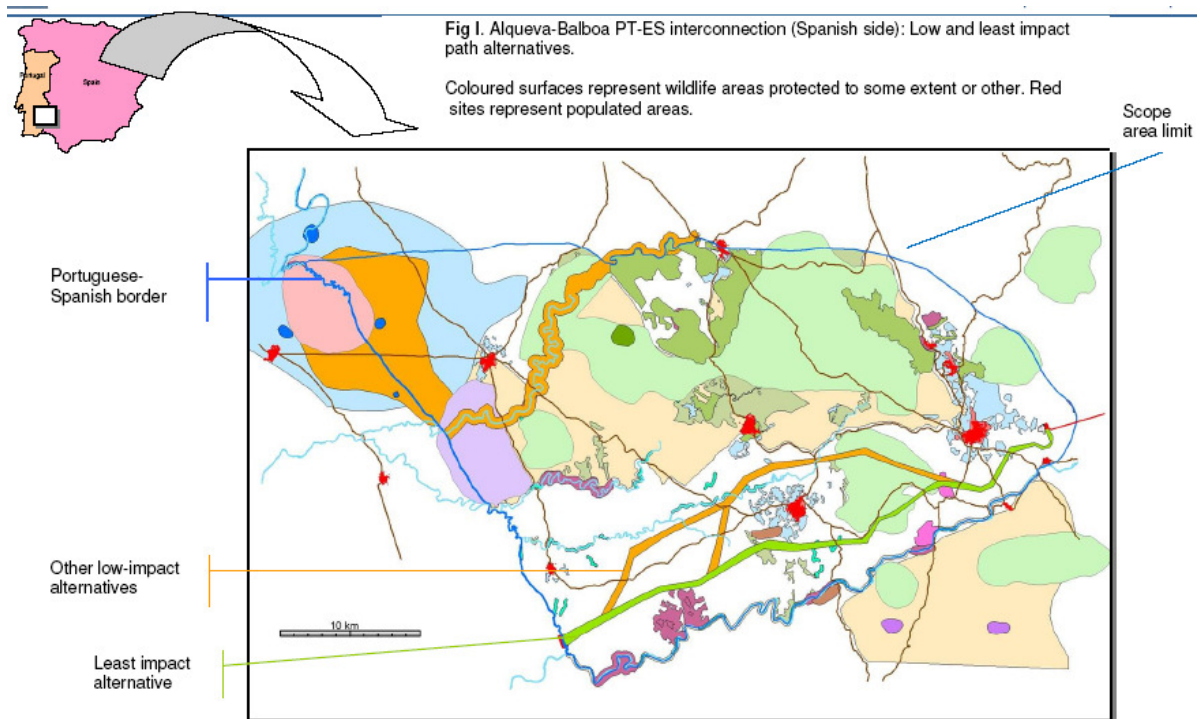 Fig I. Alqueva-Balboa PT-ES interconnection (Spanish side): Low and least impact
path alternatives.
Coloured surfaces represent wildlife areas protected to some extent or other. Red
sites represent populated areas.
Portugal
Spain
Scope
area limit
Portuguese-
Spanish border
Other low-impact
alternatives
10 km
Least impact
alternative